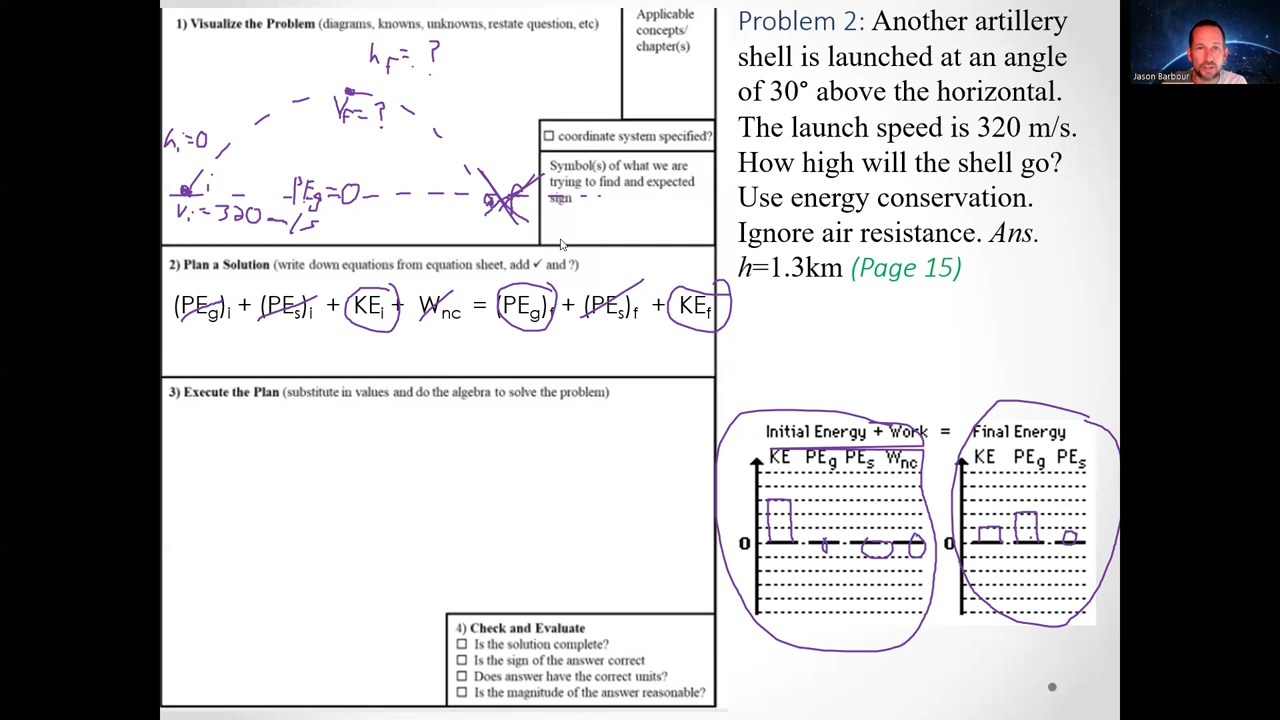 1) Visualize the Problem (diagrams, knowns, unknowns, restate question, etc)
h_f = ?
V_f = ?
h_i = 0
i
PE_g = 0
V_i = 320 m/s
Applicable
concepts/
chapter(s)
☐ coordinate system specified?
Symbol(s) of what we are
trying to find and expected
sign
2) Plan a Solution (write down equations from equation sheet, add ✓ and ?)
(PE_g)_i + (PE_s)_i + KE_i + W_nc = (PE_g)_f + (PE_s)_f + KE_f
3) Execute the Plan (substitute in values and do the algebra to solve the problem)
4) Check and Evaluate
☐ Is the solution complete?
☐ Is the sign of the answer correct
☐ Does answer have the correct units?
☐ Is the magnitude of the answer reasonable?
Problem 2: Another artillery
shell is launched at an angle
of 30° above the horizontal.
The launch speed is 320 m/s.
How high will the shell go?
Use energy conservation.
Ignore air resistance. Ans.
h=1.3km (Page 15)
Initial Energy + Work = Final Energy
KE PE_g PE_s W_nc KE PE_g PE_s
0 0
Jason Barbour